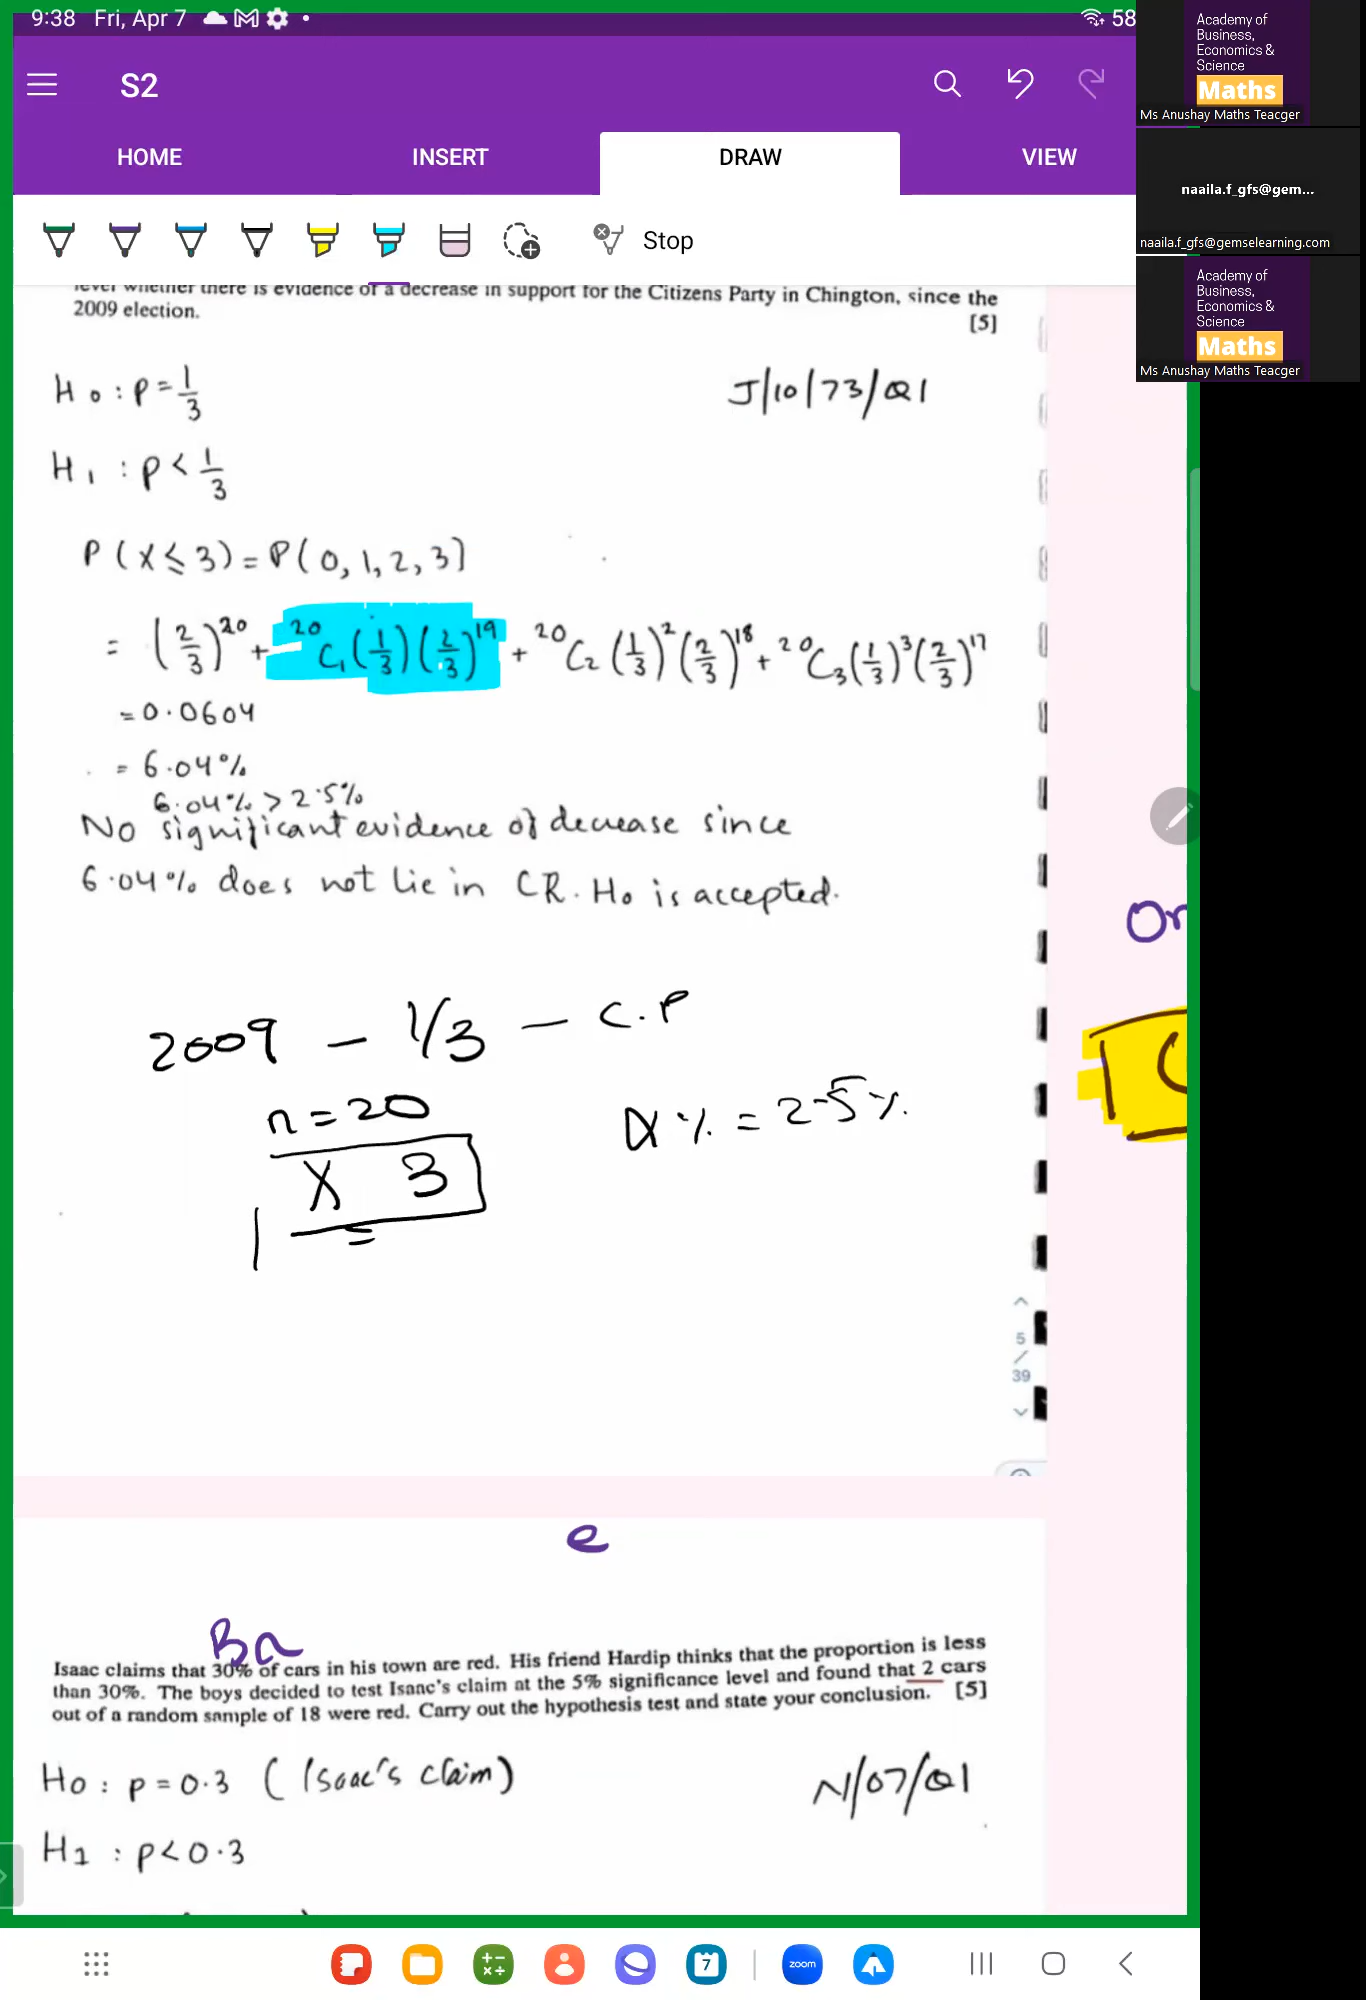 9:38 Fri, Apr 7
58
S2
HOME INSERT DRAW VIEW
Stop
Academy of
Business,
Economics &
Science
Maths
Ms Anushay Maths Teacger
naaila.f_gfs@gem...
naaila.f_gfs@gemselearning.com
Academy of
Business,
Economics &
Science
Maths
Ms Anushay Maths Teacger
level whether there is evidence of a decrease in support for the Citizens Party in Chington, since the
2009 election. [5]
H0 : p = 1/3
J/10/73/Q1
H1 : p < 1/3
P(X ≤ 3) = P(0, 1, 2, 3)
= (2/3)^20 + 20C1 (1/3)(2/3)^19 + 20C2 (1/3)^2 (2/3)^18 + 20C3 (1/3)^3 (2/3)^17
= 0.0604
= 6.04%
6.04% > 2.5%
No significant evidence of decrease since
6.04% does not lie in CR. H0 is accepted.
Or
2009 – 1/3 – C.P
n = 20
α % = 2.5 %
X 3
=
5
/
39
e
Ba
Isaac claims that 30% of cars in his town are red. His friend Hardip thinks that the proportion is less
than 30%. The boys decided to test Isaac's claim at the 5% significance level and found that 2 cars
out of a random sample of 18 were red. Carry out the hypothesis test and state your conclusion. [5]
H0 : p = 0.3 (Isaac's claim)
N/07/Q1
H1 : p < 0.3
7
zoom